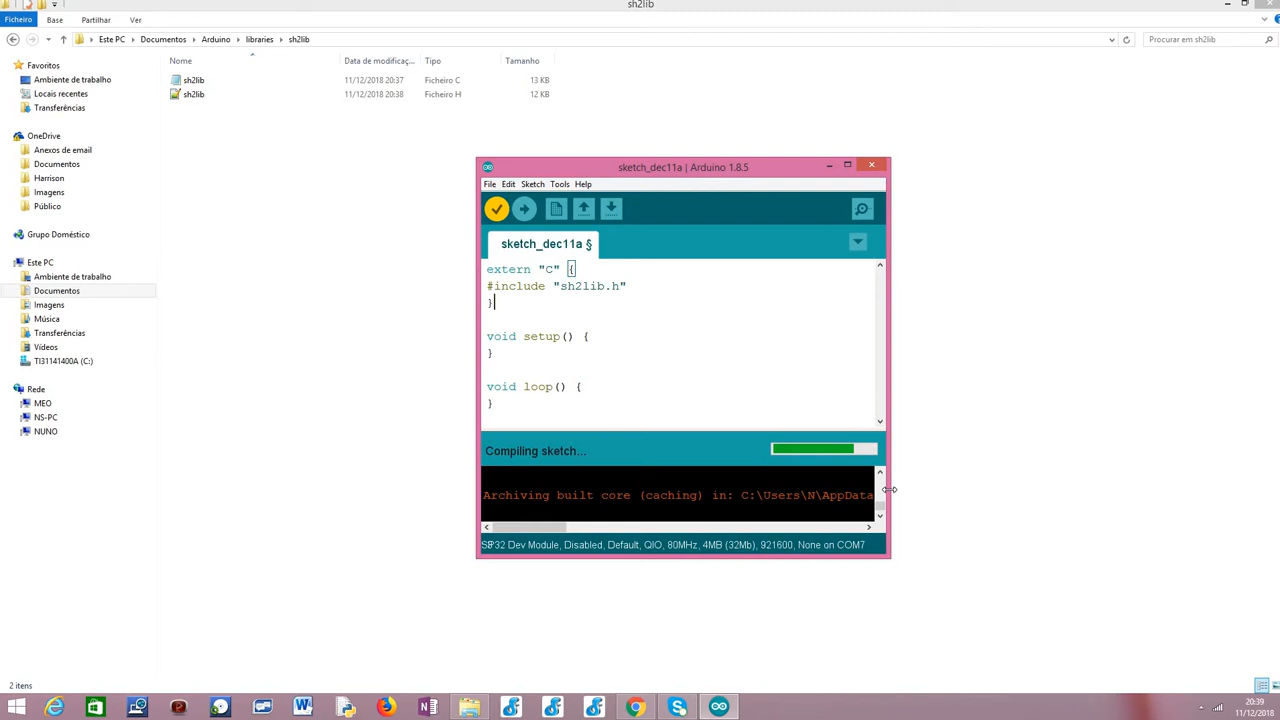 sh2lib
Ficheiro Base Partilhar Ver
Este PC Documentos Arduino libraries sh2lib
Procurar em sh2lib
Nome Data de modificaç... Tipo Tamanho
sh2lib 11/12/2018 20:37 Ficheiro C 13 KB
sh2lib 11/12/2018 20:38 Ficheiro H 12 KB
Favoritos
Ambiente de trabalho
Locais recentes
Transferências
OneDrive
Anexos de email
Documentos
Harrison
Imagens
Público
Grupo Doméstico
Este PC
Ambiente de trabalho
Documentos
Imagens
Música
Transferências
Vídeos
TI31141400A (C:)
Rede
MEO
NS-PC
NUNO
sketch_dec11a | Arduino 1.8.5
File Edit Sketch Tools Help
sketch_dec11a §
extern "C" {
#include "sh2lib.h"
}
void setup() {
}
void loop() {
}
Compiling sketch...
Archiving built core (caching) in: C:\Users\N\AppData
SP32 Dev Module, Disabled, Default, QIO, 80MHz, 4MB (32Mb), 921600, None on COM7
2 itens
20:39
11/12/2018